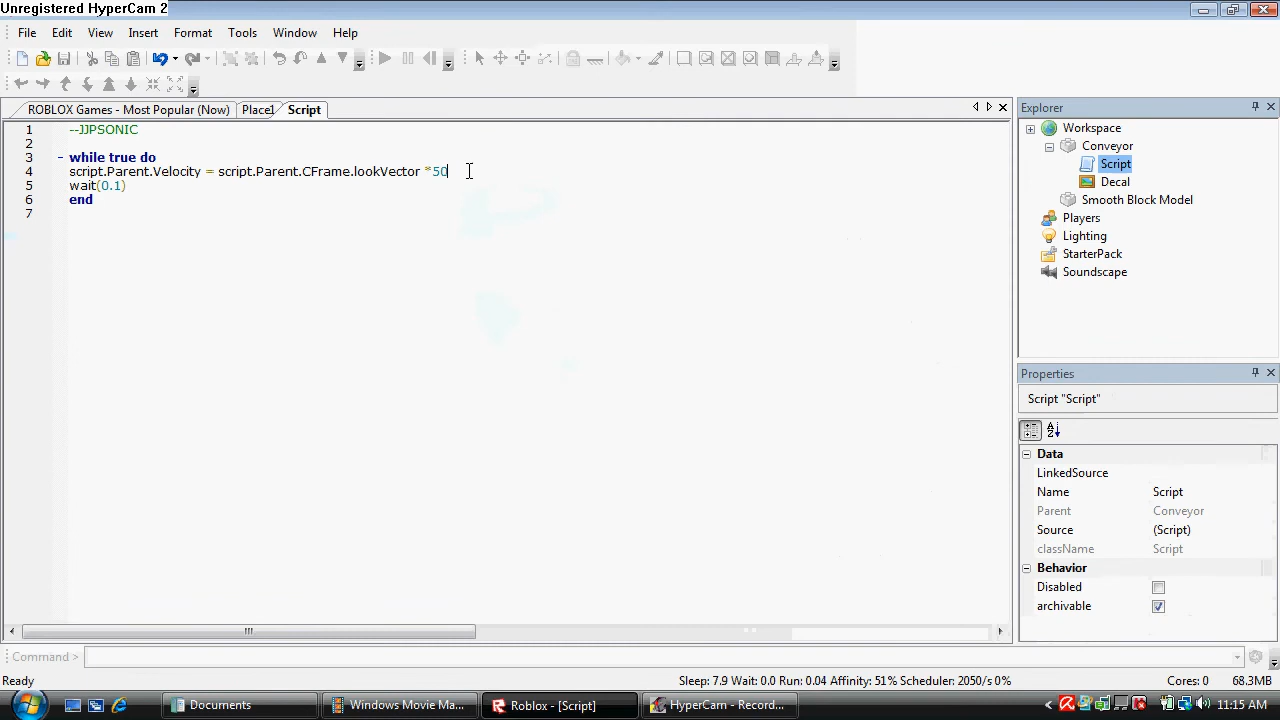 Unregistered HyperCam 2
File Edit View Insert Format Tools Window Help
ROBLOX Games - Most Popular (Now) Place1 Script
1 --JJPSONIC
2
3 - while true do
4 script.Parent.Velocity = script.Parent.CFrame.lookVector *50
5 wait(0.1)
6 end
7
Explorer
Workspace
Conveyor
Script
Decal
Smooth Block Model
Players
Lighting
StarterPack
Soundscape
Properties
Script "Script"
Data
LinkedSource
Name Script
Parent Conveyor
Source (Script)
className Script
Behavior
Disabled
archivable
Command >
Ready Sleep: 7.9 Wait: 0.0 Run: 0.04 Affinity: 51% Scheduler: 2050/s 0% Cores: 0 68.3MB
Documents Windows Movie Ma... Roblox - [Script] HyperCam - Record... 11:15 AM